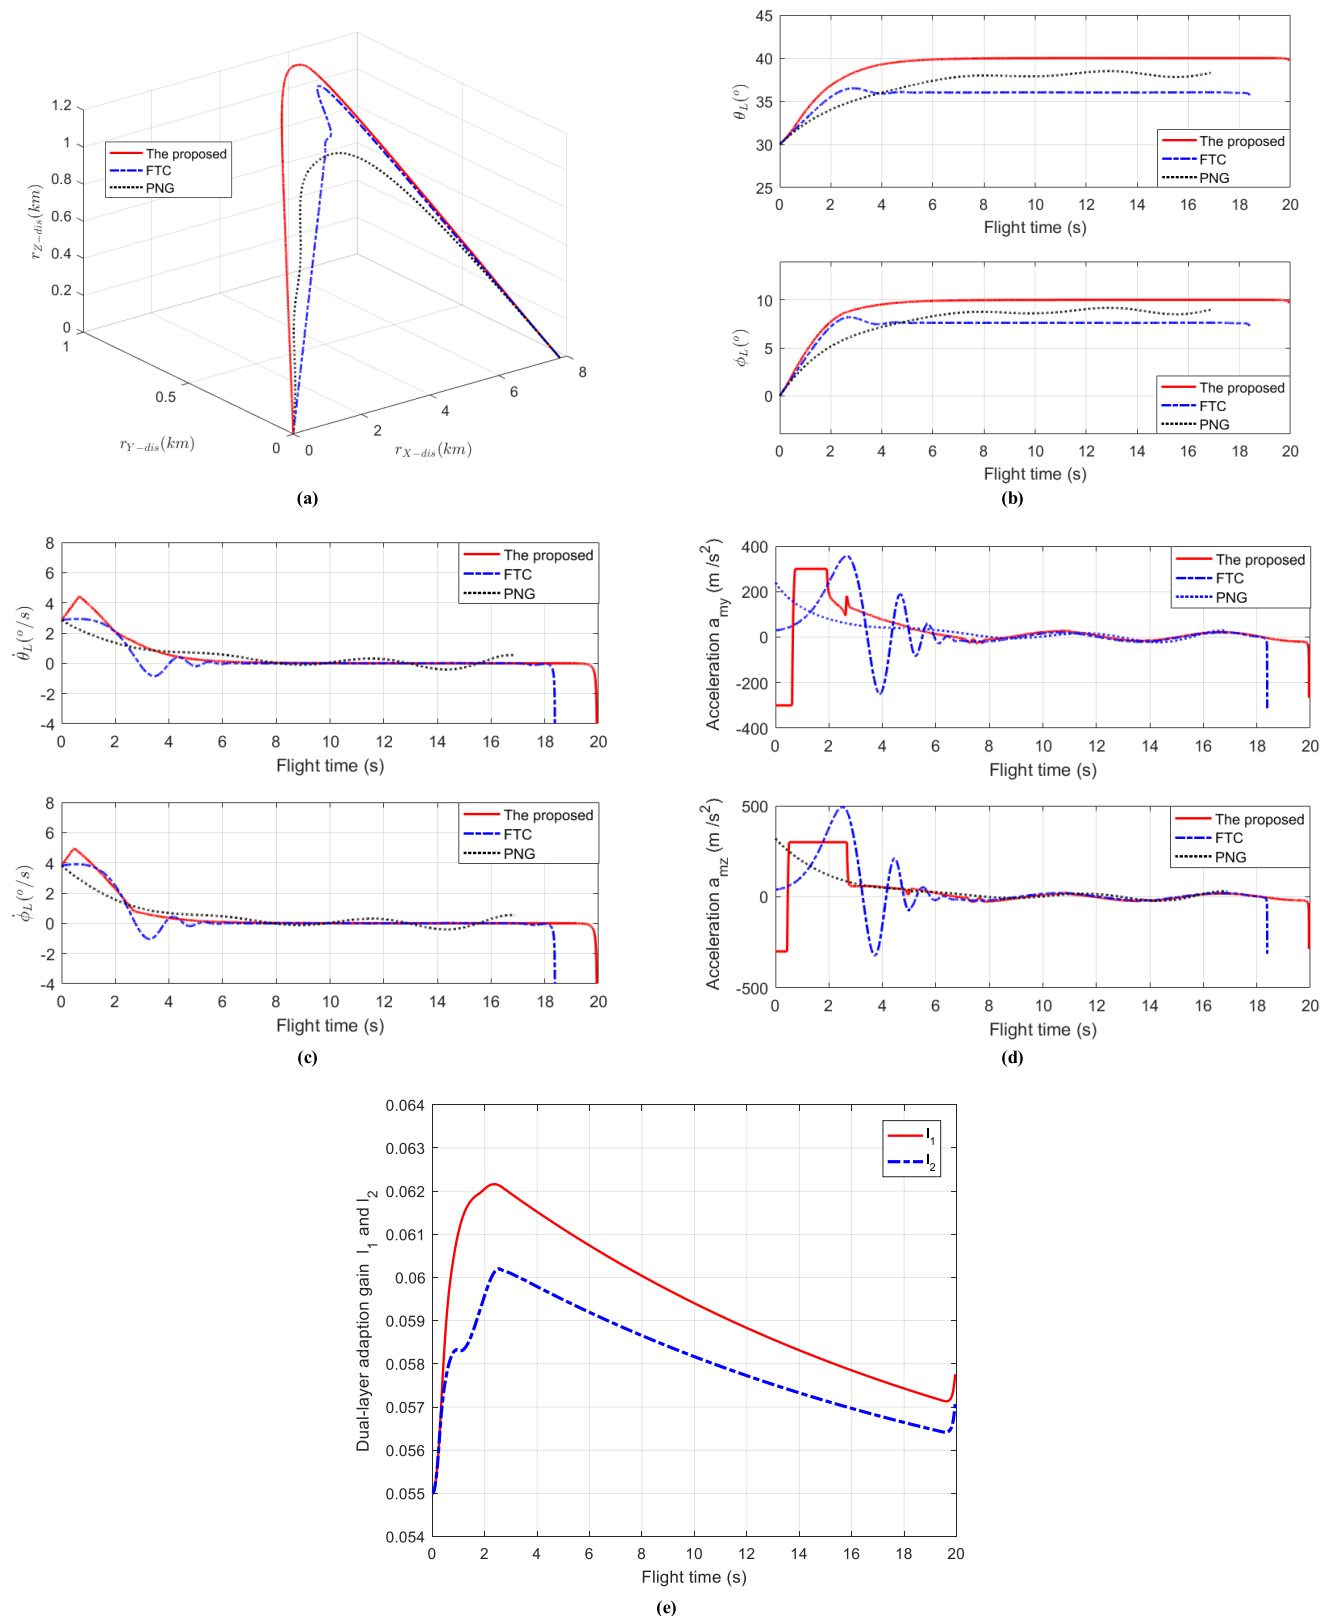 1.2
1
0.8
0.6
0.4
0.2
0
r_{Z-dis}(km)
The proposed
FTC
PNG
1
0.5
0
r_{Y-dis}(km)
0
2
4
6
8
r_{X-dis}(km)
(a)
45
40
35
30
25
θ_L(°)
The proposed
FTC
PNG
0 2 4 6 8 10 12 14 16 18 20
Flight time (s)
10
5
0
ϕ_L(°)
The proposed
FTC
PNG
0 2 4 6 8 10 12 14 16 18 20
Flight time (s)
(b)
8
6
4
2
0
-2
-4
θ̇_L(°/s)
The proposed
FTC
PNG
0 2 4 6 8 10 12 14 16 18 20
Flight time (s)
8
6
4
2
0
-2
-4
ϕ̇_L(°/s)
The proposed
FTC
PNG
0 2 4 6 8 10 12 14 16 18 20
Flight time (s)
(c)
400
200
0
-200
-400
Acceleration a_{my} (m /s²)
The proposed
FTC
PNG
0 2 4 6 8 10 12 14 16 18 20
Flight time (s)
500
0
-500
Acceleration a_{mz} (m /s²)
The proposed
FTC
PNG
0 2 4 6 8 10 12 14 16 18 20
Flight time (s)
(d)
0.064
0.063
0.062
0.061
0.06
0.059
0.058
0.057
0.056
0.055
0.054
Dual-layer adaption gain l_1 and l_2
l_1
l_2
0 2 4 6 8 10 12 14 16 18 20
Flight time (s)
(e)